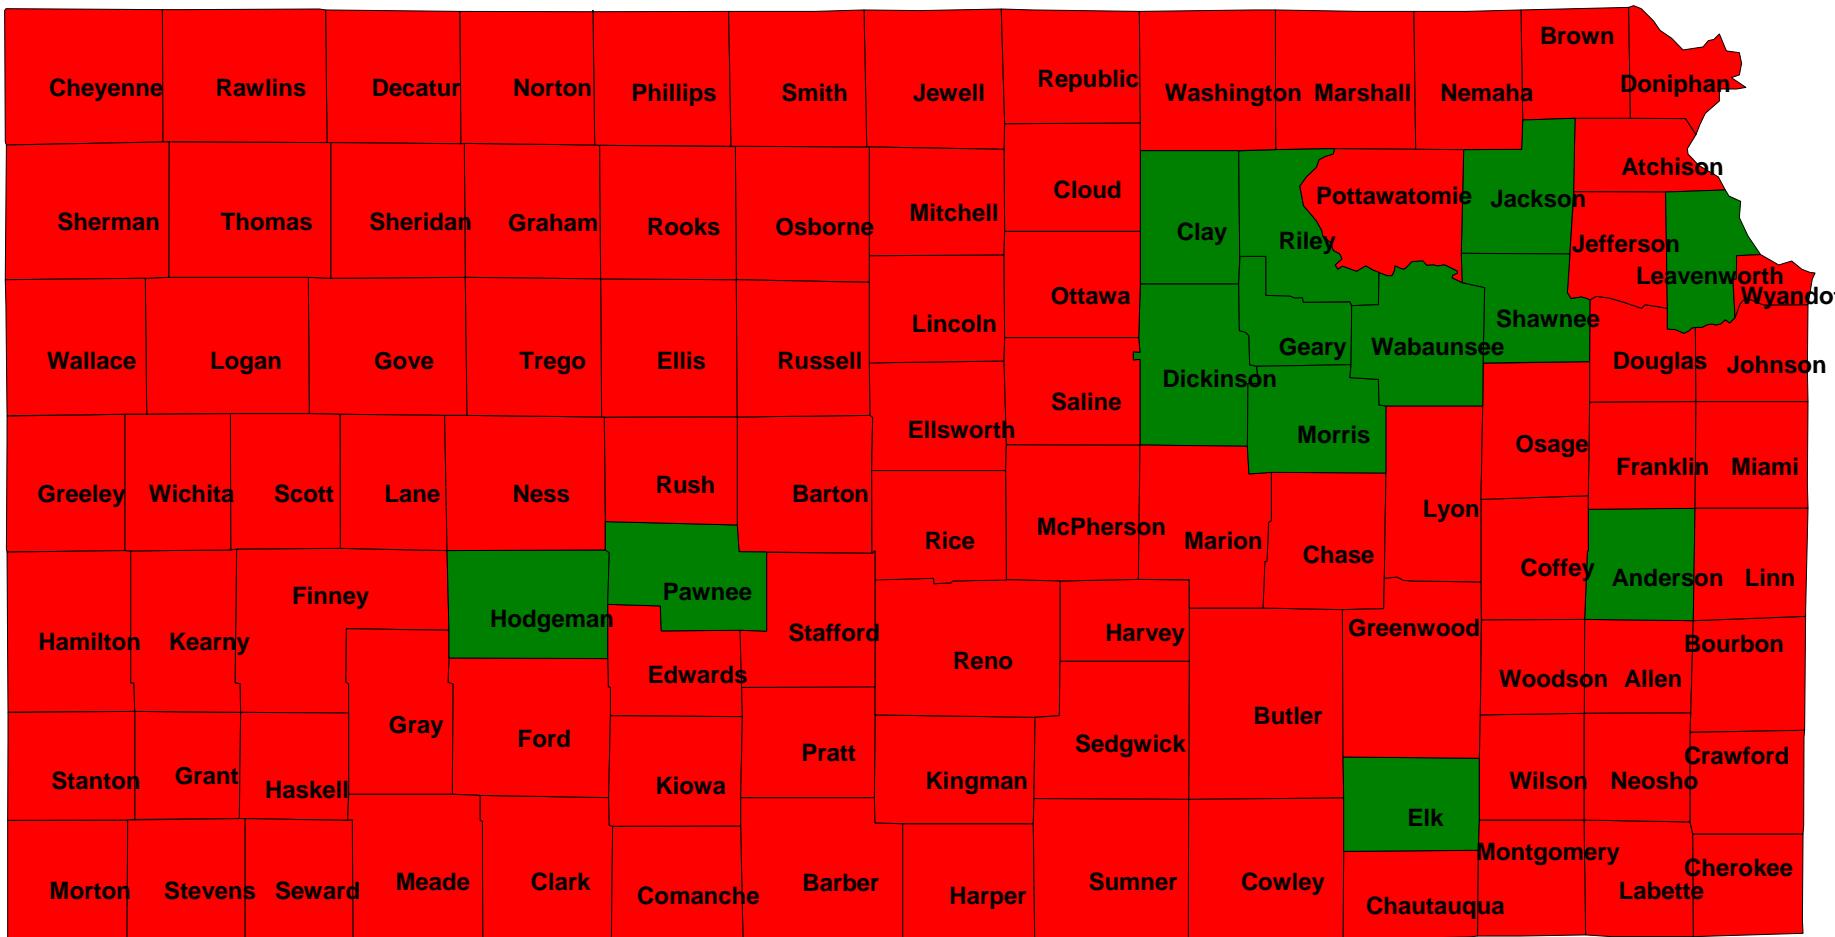 Cheyenne
Rawlins
Decatur
Norton
Phillips
Smith
Jewell
Republic
Washington
Marshall
Nemaha
Brown
Doniphan
Sherman
Thomas
Sheridan
Graham
Rooks
Osborne
Mitchell
Cloud
Clay
Riley
Pottawatomie
Jackson
Atchison
Jefferson
Leavenworth
Wyandot
Wallace
Logan
Gove
Trego
Ellis
Russell
Lincoln
Ottawa
Saline
Dickinson
Geary
Wabaunsee
Shawnee
Douglas
Johnson
Greeley
Wichita
Scott
Lane
Ness
Rush
Barton
Ellsworth
Rice
McPherson
Marion
Morris
Chase
Lyon
Osage
Franklin
Miami
Hamilton
Kearny
Finney
Hodgeman
Pawnee
Stafford
Edwards
Reno
Harvey
Greenwood
Coffey
Anderson
Linn
Woodson
Allen
Bourbon
Stanton
Grant
Haskell
Gray
Ford
Kiowa
Pratt
Kingman
Sedgwick
Butler
Elk
Wilson
Neosho
Crawford
Morton
Stevens
Seward
Meade
Clark
Comanche
Barber
Harper
Sumner
Cowley
Chautauqua
Montgomery
Labette
Cherokee